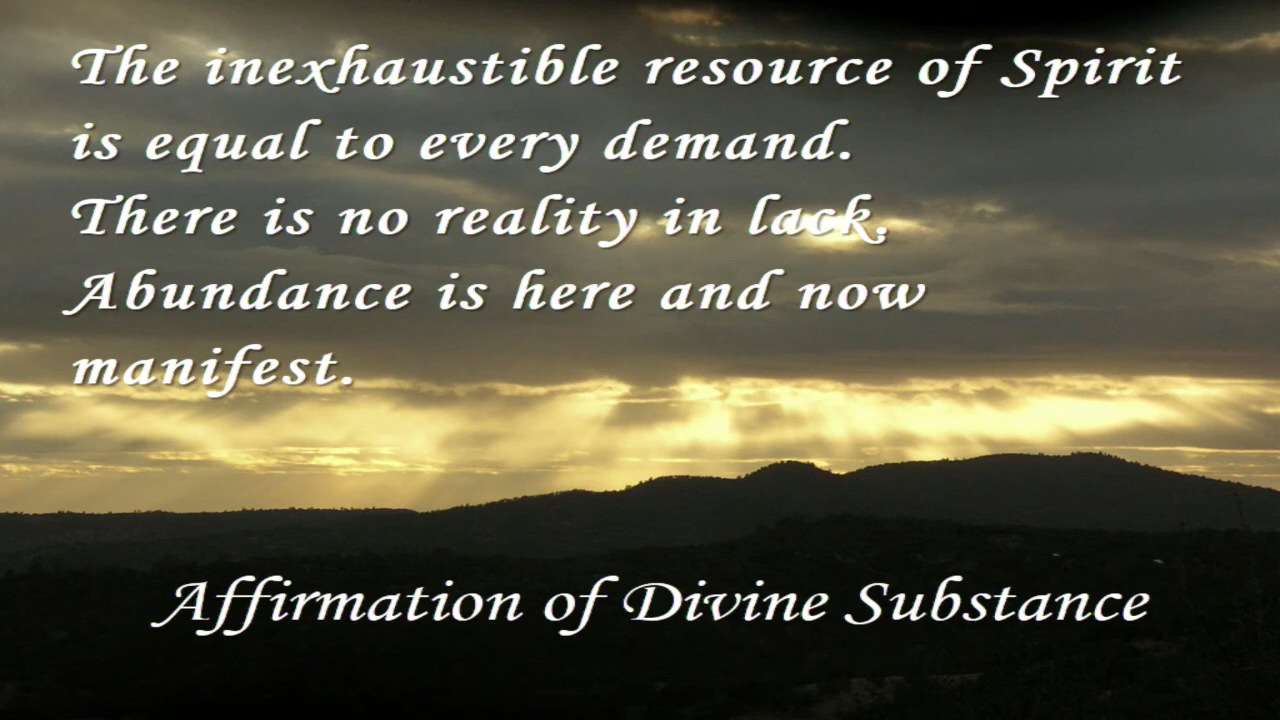 The inexhaustible resource of Spirit
is equal to every demand.
There is no reality in lack.
Abundance is here and now
manifest.
Affirmation of Divine Substance